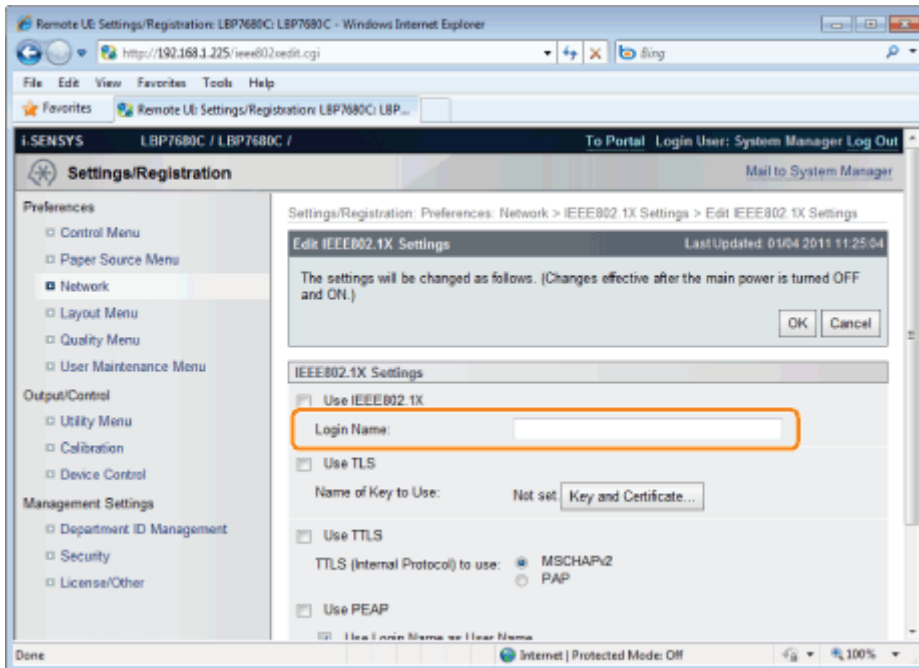 Remote UI: Settings/Registration: LBP7680C: LBP7680C - Windows Internet Explorer
http://192.168.1.225/ieee802xedit.cgi
Bing
File Edit View Favorites Tools Help
Favorites Remote UI: Settings/Registration: LBP7680C: LBP...
i-SENSYS LBP7680C / LBP7680C / To Portal Login User: System Manager Log Out
Settings/Registration Mail to System Manager
Preferences
Control Menu
Paper Source Menu
Network
Layout Menu
Quality Menu
User Maintenance Menu
Output/Control
Utility Menu
Calibration
Device Control
Management Settings
Department ID Management
Security
License/Other
Settings/Registration: Preferences: Network > IEEE802.1X Settings > Edit IEEE802.1X Settings
Edit IEEE802.1X Settings Last Updated: 01/04 2011 11:25:04
The settings will be changed as follows. (Changes effective after the main power is turned OFF
and ON.)
OK Cancel
IEEE802.1X Settings
Use IEEE802.1X
Login Name:
Use TLS
Name of Key to Use: Not set. Key and Certificate...
Use TTLS
TTLS (Internal Protocol) to use: MSCHAPv2
PAP
Use PEAP
Use Login Name as User Name
Done Internet | Protected Mode: Off 100%